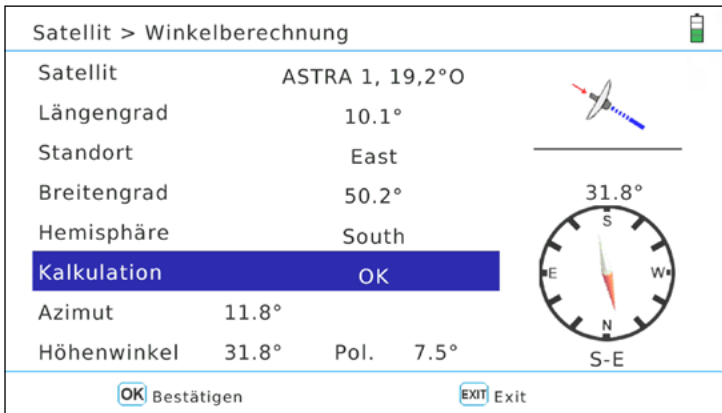 Satellit > Winkelberechnung
Satellit ASTRA 1, 19,2°O
Längengrad 10.1°
Standort East
Breitengrad 50.2°
Hemisphäre South
Kalkulation OK
Azimut 11.8°
Höhenwinkel 31.8° Pol. 7.5°
31.8°
S
E W
N
S-E
OK Bestätigen EXIT Exit